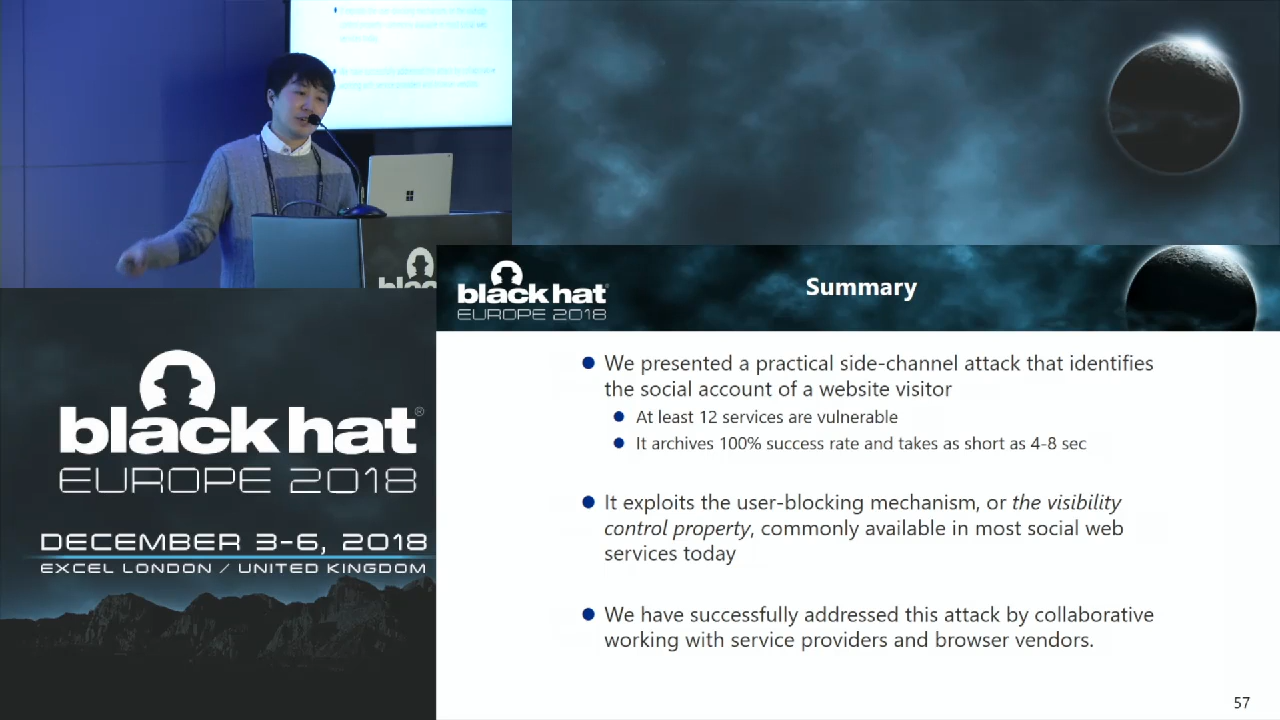 black hat
black hat
EUROPE 2018
Summary
black hat®
EUROPE 2018
DECEMBER 3-6, 2018
EXCEL LONDON / UNITED KINGDOM
We presented a practical side-channel attack that identifies
the social account of a website visitor
At least 12 services are vulnerable
It archives 100% success rate and takes as short as 4-8 sec
It exploits the user-blocking mechanism, or the visibility
control property, commonly available in most social web
services today
We have successfully addressed this attack by collaborative
working with service providers and browser vendors.
57